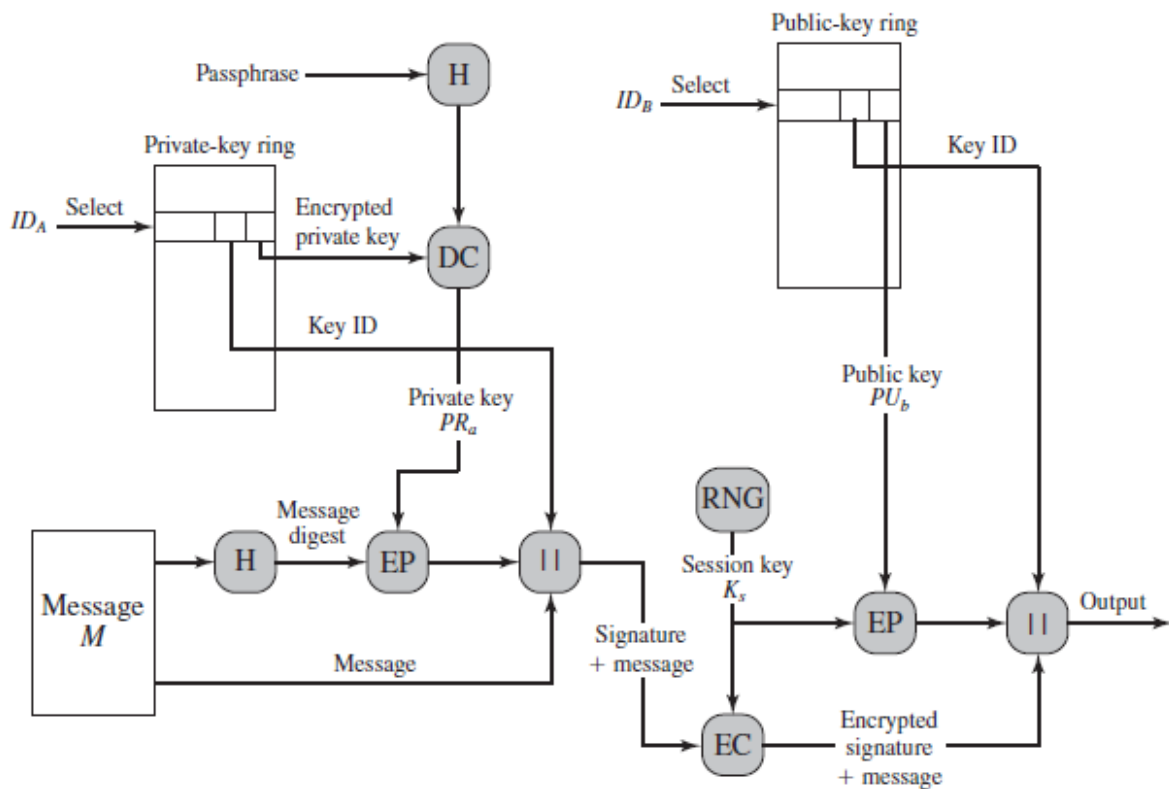 Public-key ring
Passphrase
H
ID_B
Select
Key ID
Private-key ring
ID_A
Select
Encrypted
private key
DC
Key ID
Private key
PR_a
Public key
PU_b
RNG
Message
digest
Session key
K_s
Message
M
H
EP
||
EP
||
Output
Message
Signature
+ message
EC
Encrypted
signature
+ message